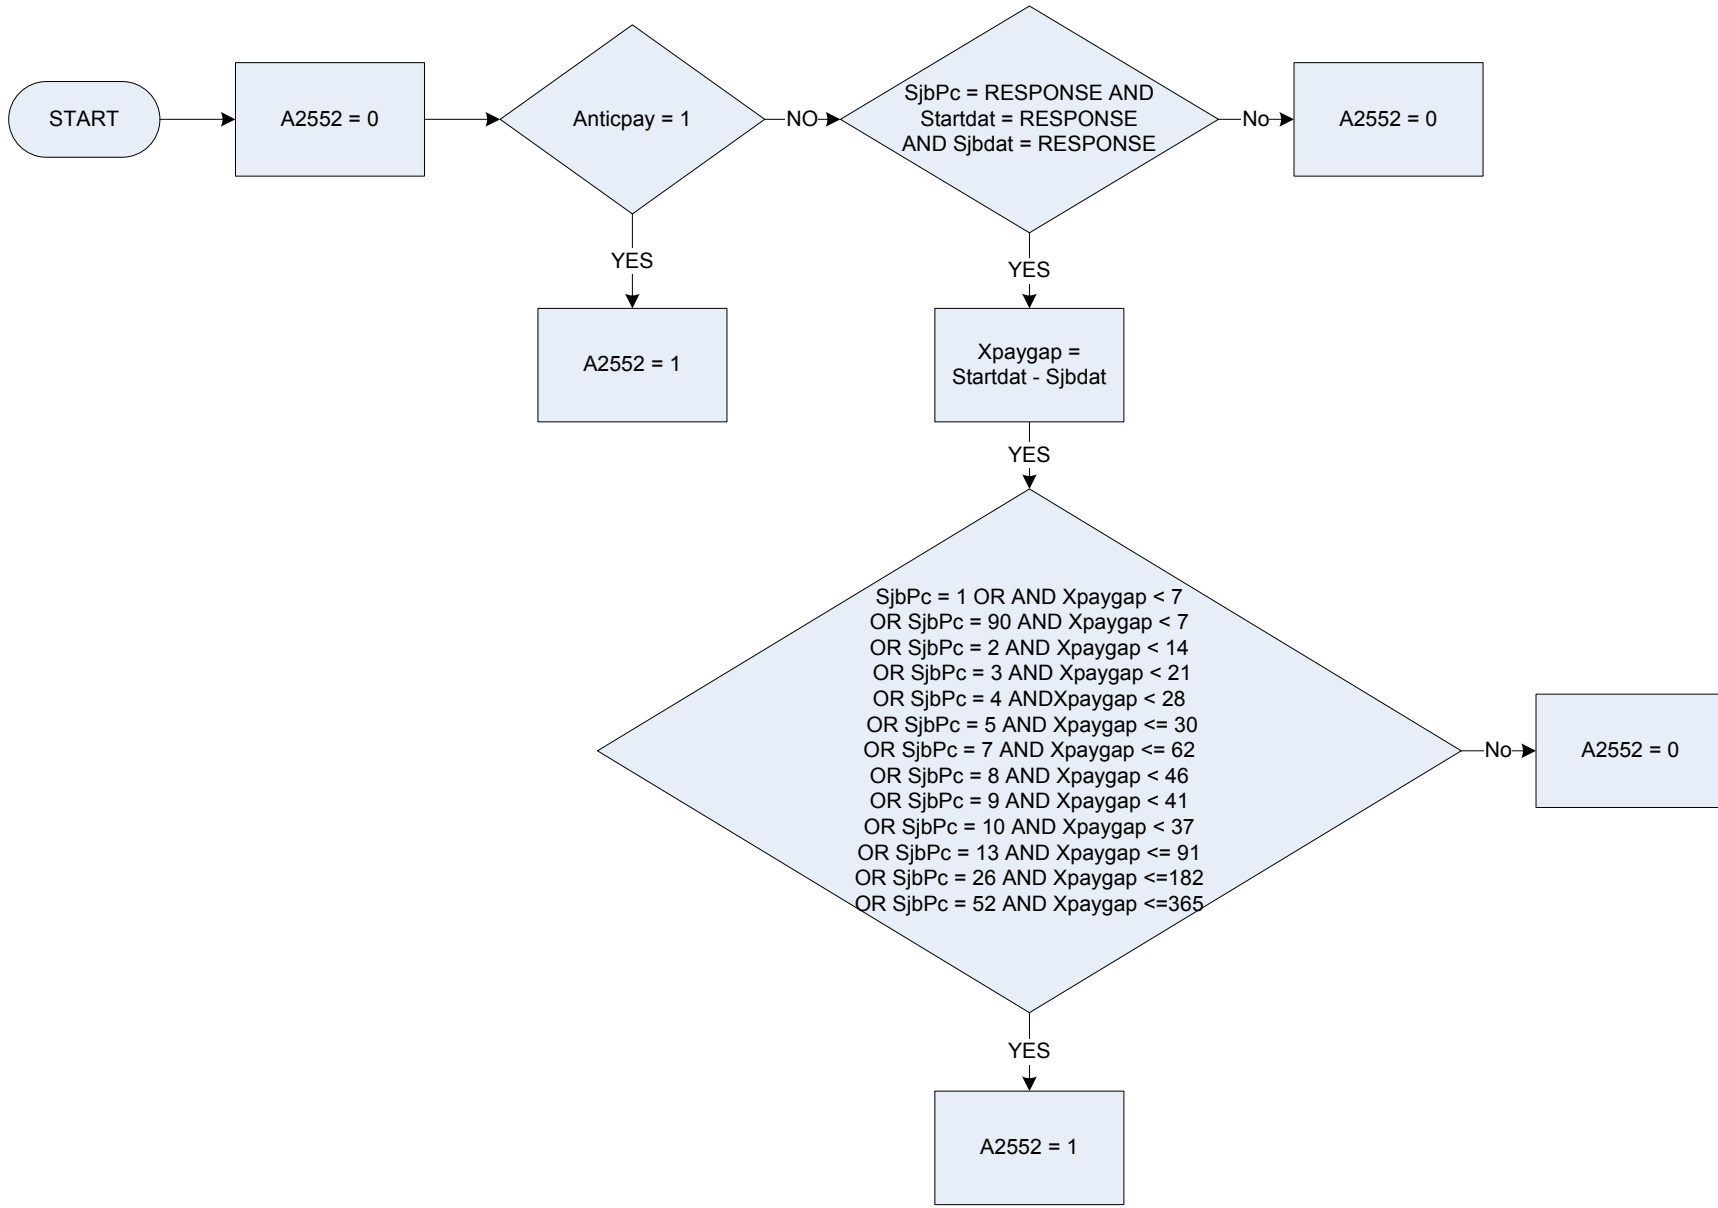 START
A2552 = 0
Anticpay = 1
NO
SjbPc = RESPONSE AND
Startdat = RESPONSE
AND Sjbdat = RESPONSE
No
A2552 = 0
YES
A2552 = 1
YES
Xpaygap =
Startdat - Sjbdat
YES
SjbPc = 1 OR AND Xpaygap < 7
OR SjbPc = 90 AND Xpaygap < 7
OR SjbPc = 2 AND Xpaygap < 14
OR SjbPc = 3 AND Xpaygap < 21
OR SjbPc = 4 ANDXpaygap < 28
OR SjbPc = 5 AND Xpaygap <= 30
OR SjbPc = 7 AND Xpaygap <= 62
OR SjbPc = 8 AND Xpaygap < 46
OR SjbPc = 9 AND Xpaygap < 41
OR SjbPc = 10 AND Xpaygap < 37
OR SjbPc = 13 AND Xpaygap <= 91
OR SjbPc = 26 AND Xpaygap <=182
OR SjbPc = 52 AND Xpaygap <=365
No
A2552 = 0
YES
A2552 = 1